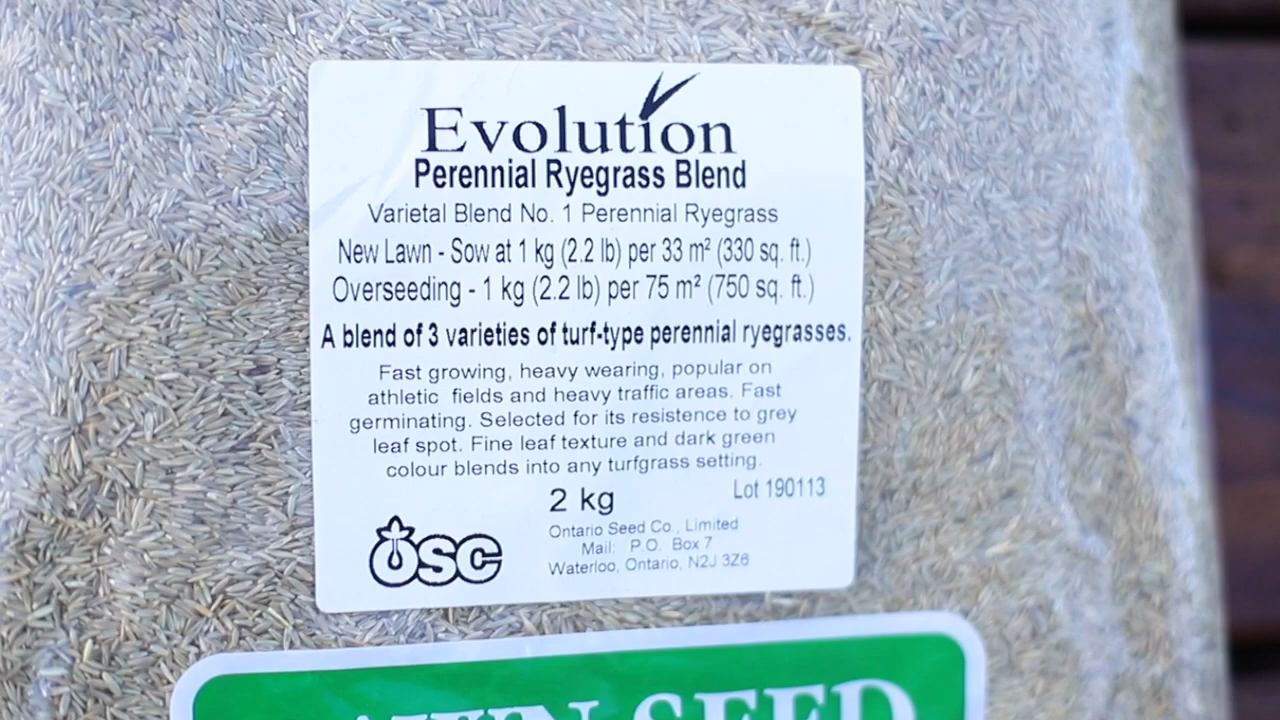 Evolution
Perennial Ryegrass Blend
Varietal Blend No. 1 Perennial Ryegrass
New Lawn - Sow at 1 kg (2.2 lb) per 33 m² (330 sq. ft.)
Overseeding - 1 kg (2.2 lb) per 75 m² (750 sq. ft.)
A blend of 3 varieties of turf-type perennial ryegrasses.
Fast growing, heavy wearing, popular on
athletic fields and heavy traffic areas. Fast
germinating. Selected for its resistence to grey
leaf spot. Fine leaf texture and dark green
colour blends into any turfgrass setting.
2 kg
Lot 190113
OSC
Ontario Seed Co., Limited
Mail: P.O. Box 7
Waterloo, Ontario, N2J 3Z6
SEED